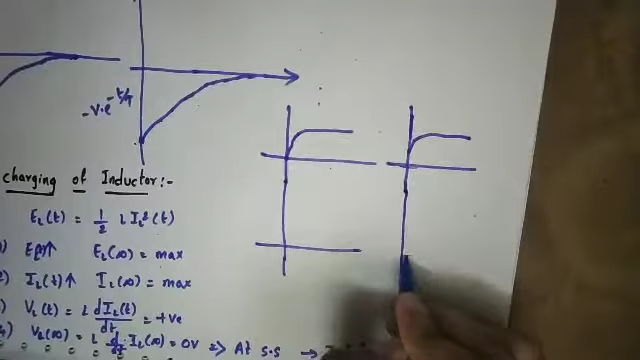 -V·e^-t/τ
charging of Inductor:-
E_L(t) = 1/2 L I_L²(t)
E(t)↑ E_L(∞) = max
I_L(t)↑ I_L(∞) = max
V_L(t) = L dI_L(t)/dt = +ve
4) V_L(∞) = L d/dt I_L(∞) = 0V ⇒ At S.S →